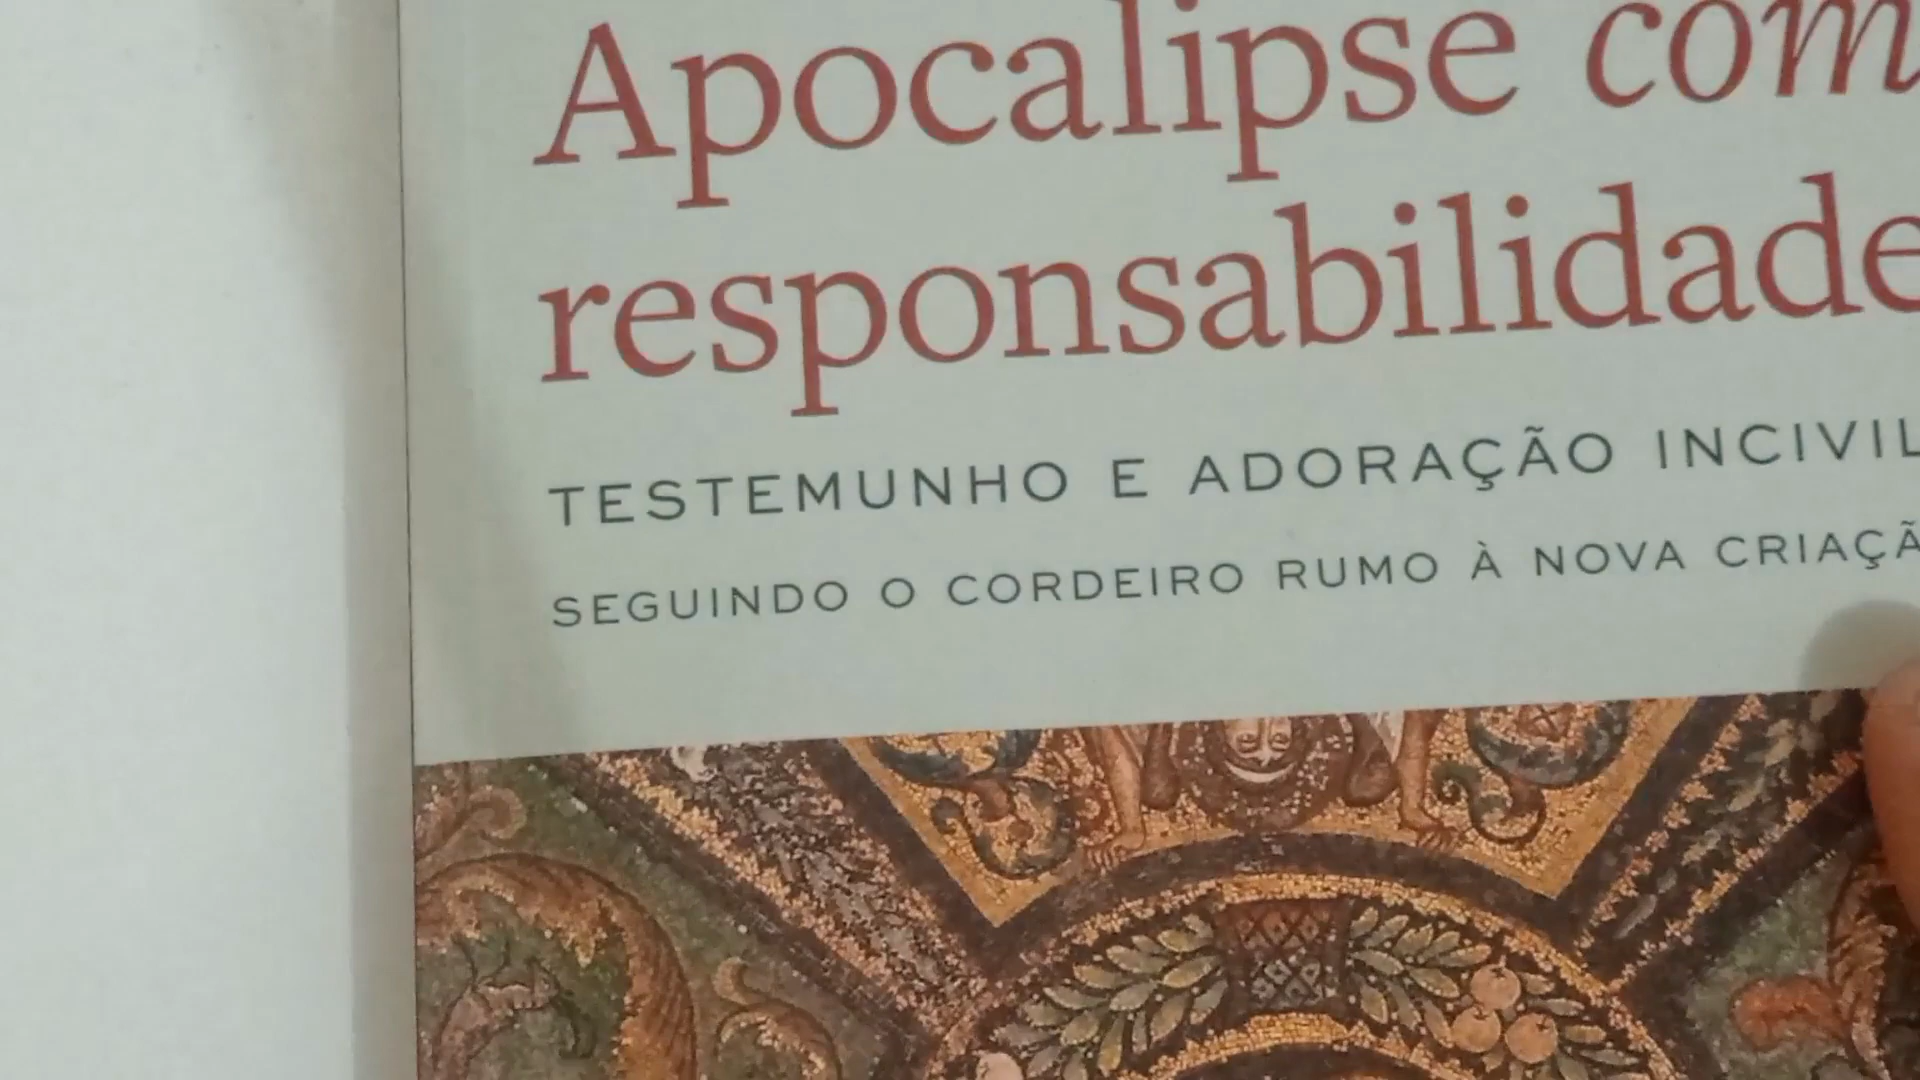 Apocalipse com
responsabilidade
TESTEMUNHO E ADORAÇÃO INCIVIL
SEGUINDO O CORDEIRO RUMO À NOVA CRIAÇÃ